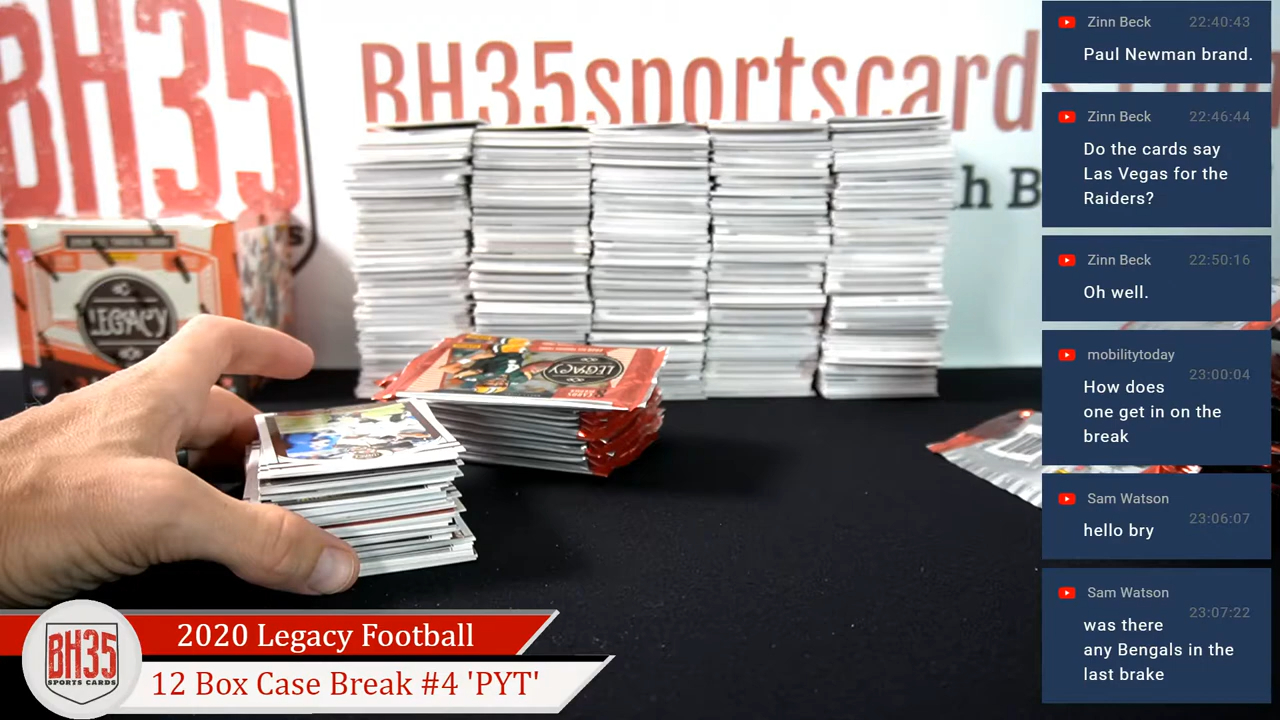 BH35
BH35sportscard
h B
LEGACY
LEGACY
Zinn Beck 22:40:43
Paul Newman brand.
Zinn Beck 22:46:44
Do the cards say
Las Vegas for the
Raiders?
Zinn Beck 22:50:16
Oh well.
mobilitytoday 23:00:04
How does
one get in on the
break
Sam Watson 23:06:07
hello bry
Sam Watson 23:07:22
was there
any Bengals in the
last brake
2020 Legacy Football
12 Box Case Break #4 'PYT'
BH35
SPORTS CARDS